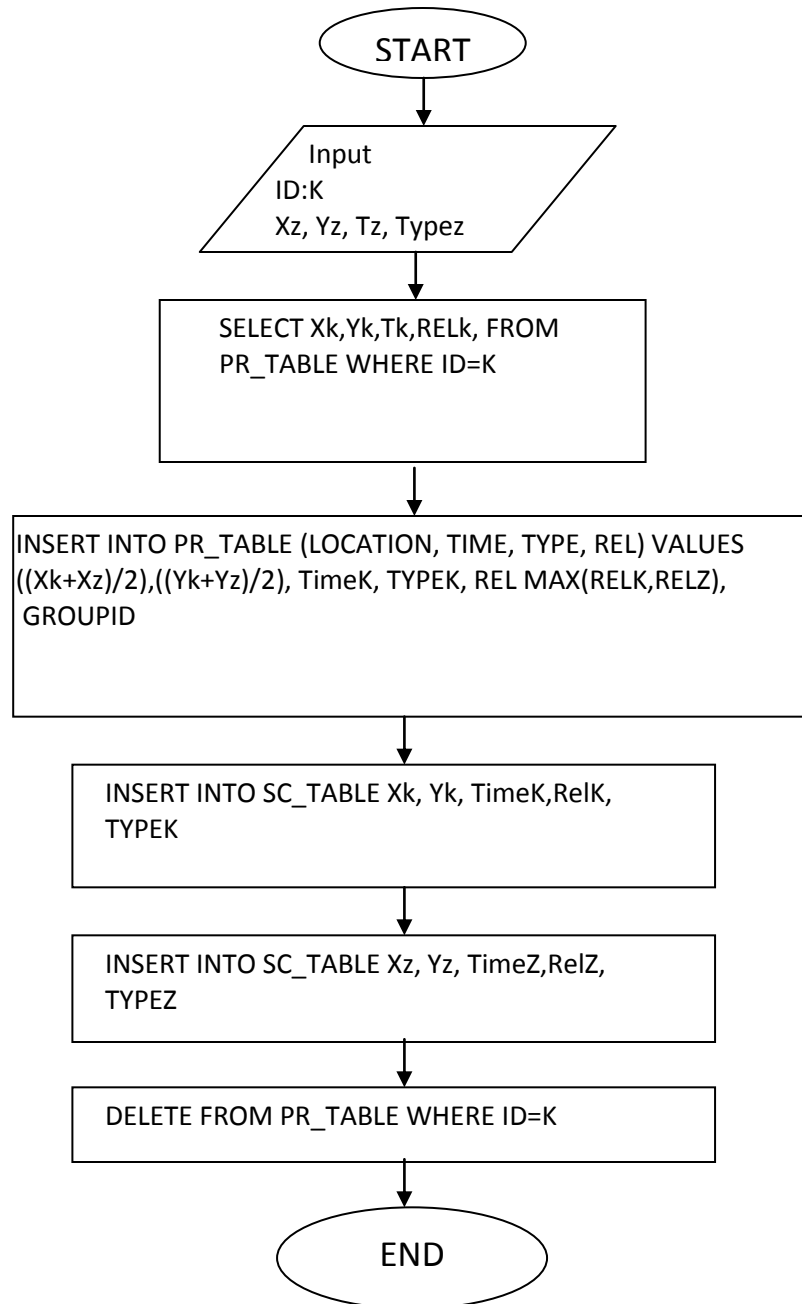 START
Input
ID:K
Xz, Yz, Tz, Typez
SELECT Xk,Yk,Tk,RELk, FROM
PR_TABLE WHERE ID=K
INSERT INTO PR_TABLE (LOCATION, TIME, TYPE, REL) VALUES
((Xk+Xz)/2),((Yk+Yz)/2), TimeK, TYPEK, REL MAX(RELK,RELZ),
GROUPID
INSERT INTO SC_TABLE Xk, Yk, TimeK,RelK,
TYPEK
INSERT INTO SC_TABLE Xz, Yz, TimeZ,RelZ,
TYPEZ
DELETE FROM PR_TABLE WHERE ID=K
END